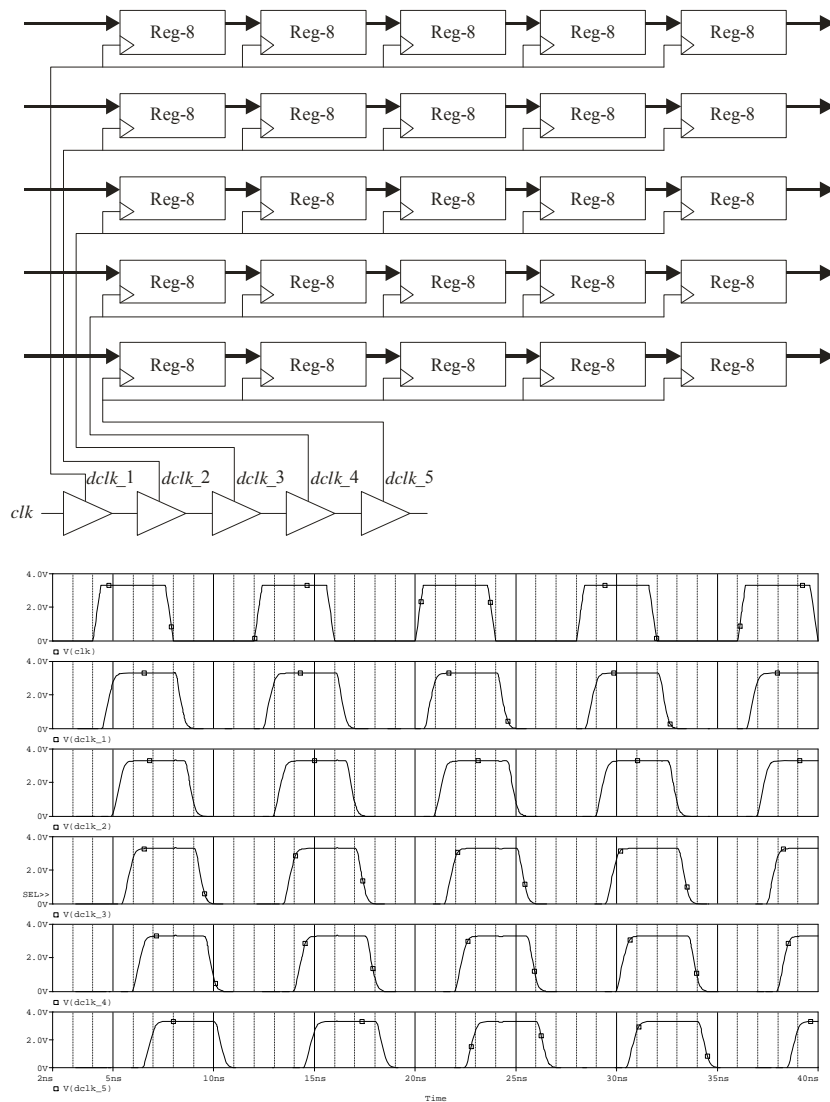 Reg-8 Reg-8 Reg-8 Reg-8 Reg-8
Reg-8 Reg-8 Reg-8 Reg-8 Reg-8
Reg-8 Reg-8 Reg-8 Reg-8 Reg-8
Reg-8 Reg-8 Reg-8 Reg-8 Reg-8
Reg-8 Reg-8 Reg-8 Reg-8 Reg-8
dclk_1 dclk_2 dclk_3 dclk_4 dclk_5
clk
4.0V
2.0V
0V
V(clk)
4.0V
2.0V
0V
V(dclk_1)
4.0V
2.0V
0V
V(dclk_2)
4.0V
2.0V
SEL>>
0V
V(dclk_3)
4.0V
2.0V
0V
V(dclk_4)
4.0V
2.0V
0V
2ns 5ns 10ns 15ns 20ns 25ns 30ns 35ns 40ns
V(dclk_5)
Time